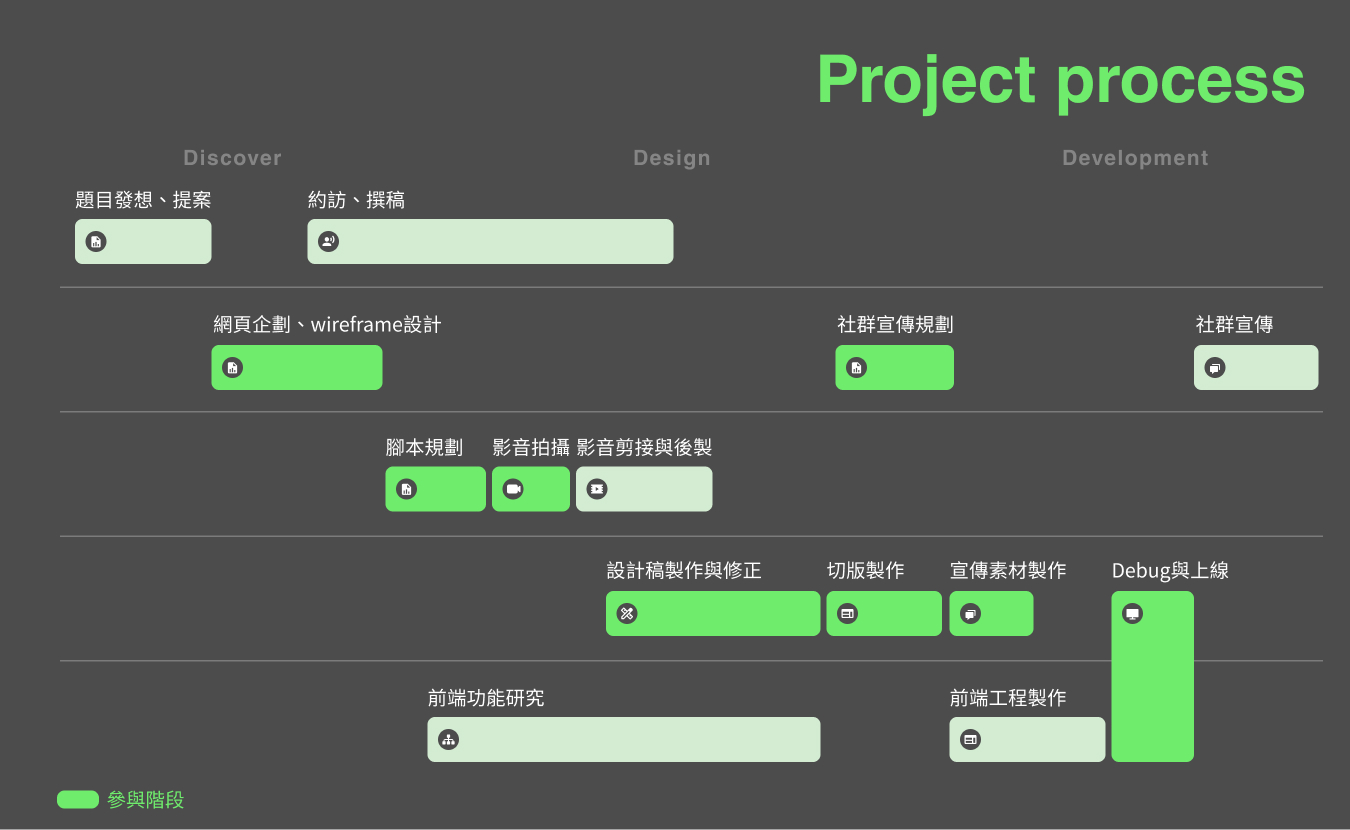 Project process
Discover
Design
Development
題目發想、提案
約訪、撰稿
網頁企劃、wireframe設計
社群宣傳規劃
社群宣傳
腳本規劃
影音拍攝
影音剪接與後製
設計稿製作與修正
切版製作
宣傳素材製作
Debug與上線
前端功能研究
前端工程製作
參與階段